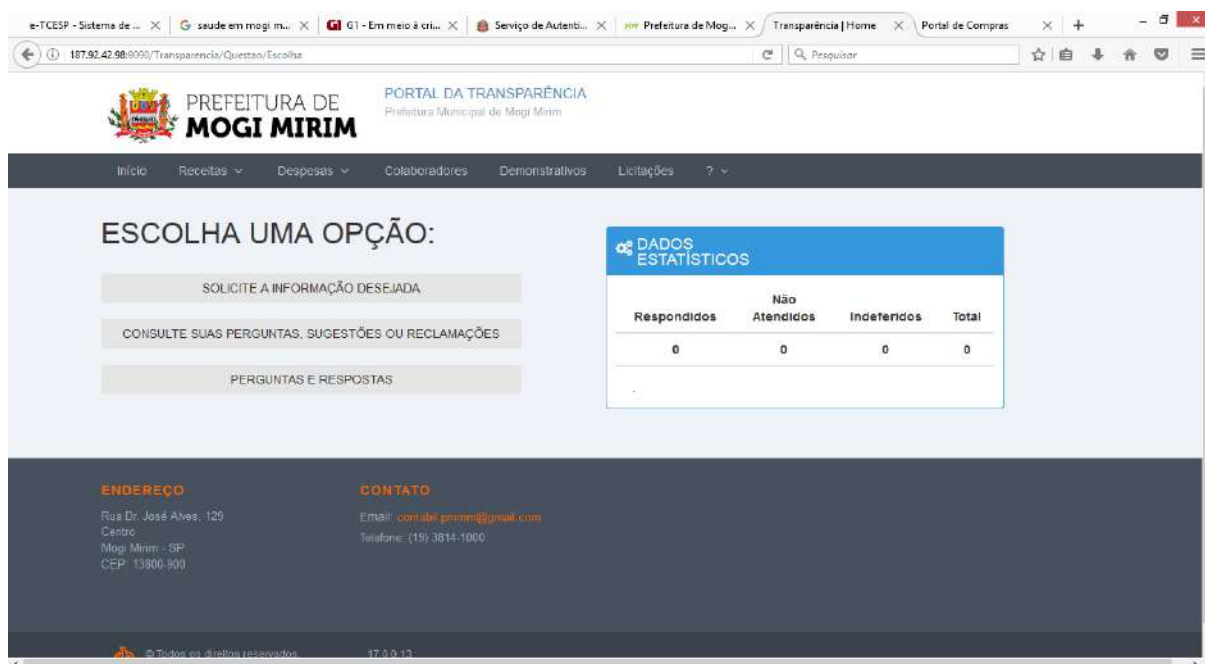 e-TCESP - Sistema de ...
saude em mogi m...
G1 - Em meio à cri...
Serviço de Autenti...
Prefeitura de Mog...
Transparência | Home
Portal de Compras
187.92.42.98:9090/Transparencia/Questao/Escolha
Pesquisar
PREFEITURA DE
MOGI MIRIM
PORTAL DA TRANSPARÊNCIA
Prefeitura Municipal de Mogi Mirim
Início Receitas Despesas Colaboradores Demonstrativos Licitações ?
ESCOLHA UMA OPÇÃO:
SOLICITE A INFORMAÇÃO DESEJADA
CONSULTE SUAS PERGUNTAS, SUGESTÕES OU RECLAMAÇÕES
PERGUNTAS E RESPOSTAS
DADOS
ESTATÍSTICOS
Respondidos Não Atendidos Indeferidos Total
0 0 0 0
.
ENDEREÇO
Rua Dr. José Alves, 129
Centro
Mogi Mirim - SP
CEP: 13800-900
CONTATO
Email: contabil.pmmm@gmail.com
Telefone: (19) 3814-1000
© Todos os direitos reservados. 17.0.0.13